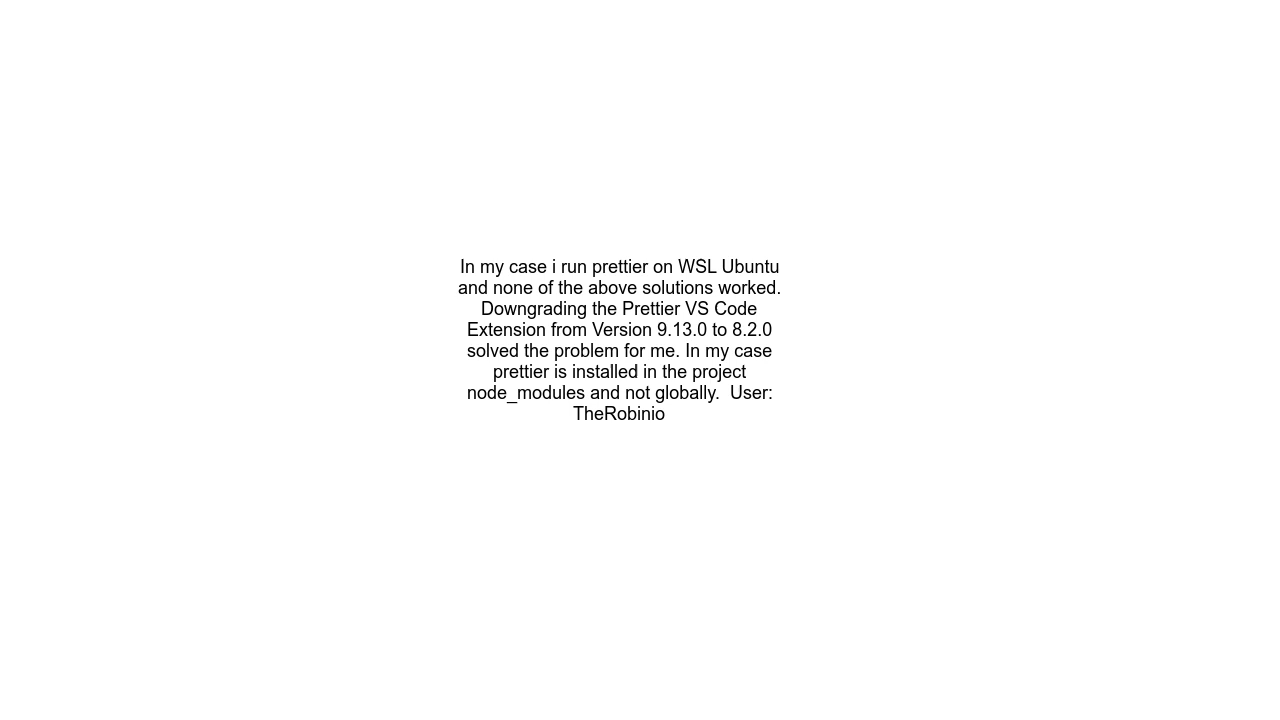 In my case i run prettier on WSL Ubuntu
and none of the above solutions worked.
Downgrading the Prettier VS Code
Extension from Version 9.13.0 to 8.2.0
solved the problem for me. In my case
prettier is installed in the project
node_modules and not globally.  User:
TheRobinio